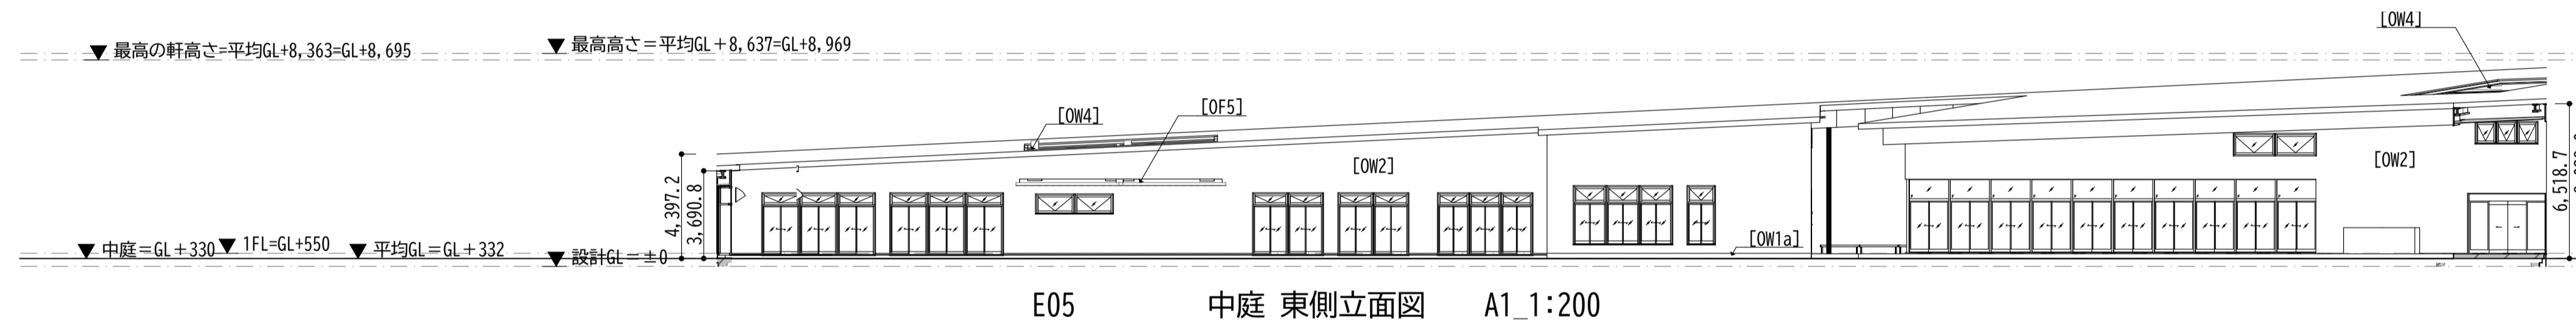 [OW4]
最高の軒高さ=平均GL+8,363=GL+8,695
最高高さ＝平均GL＋8,637=GL+8,969
[OW4]
[OF5]
[OW2]
[OW2]
4,397.2
3,690.8
6,518.7
中庭＝GL＋330
1FL=GL+550
平均GL＝GL＋332
設計GL＝±0
[OW1a]
E05 中庭 東側立面図 A1_1:200